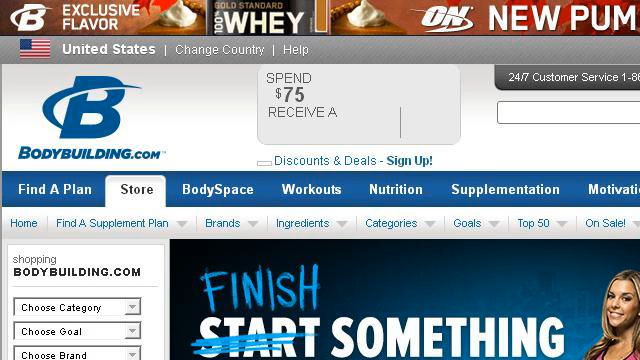 EXCLUSIVE FLAVOR
GOLD STANDARD 100% WHEY
ON NEW PUM
United States | Change Country | Help
24/7 Customer Service 1-86
SPEND
$75
RECEIVE A
B
BODYBUILDING.com™
Discounts & Deals - Sign Up!
Find A Plan Store BodySpace Workouts Nutrition Supplementation Motivati
Home Find A Supplement Plan Brands Ingredients Categories Goals Top 50 On Sale!
shopping
BODYBUILDING.COM
Choose Category
Choose Goal
Choose Brand
FINISH
START SOMETHING